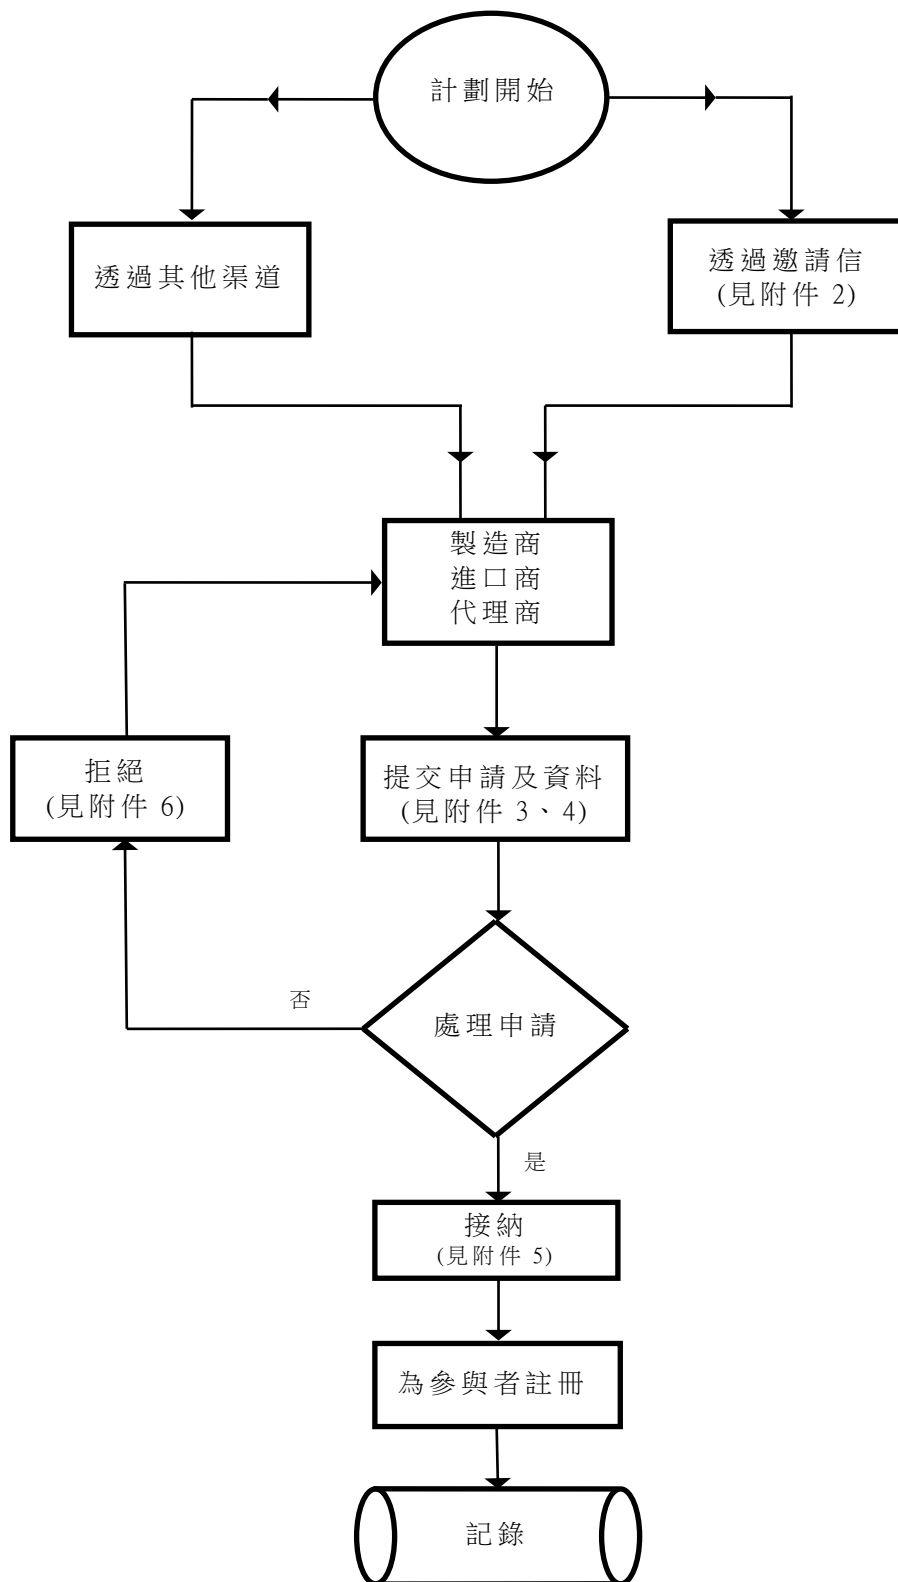 計劃開始
透過其他渠道
透過邀請信
(見附件 2)
製造商
進口商
代理商
拒絕
(見附件 6)
提交申請及資料
(見附件 3、4)
否
處理申請
是
接納
(見附件 5)
為參與者註冊
記錄